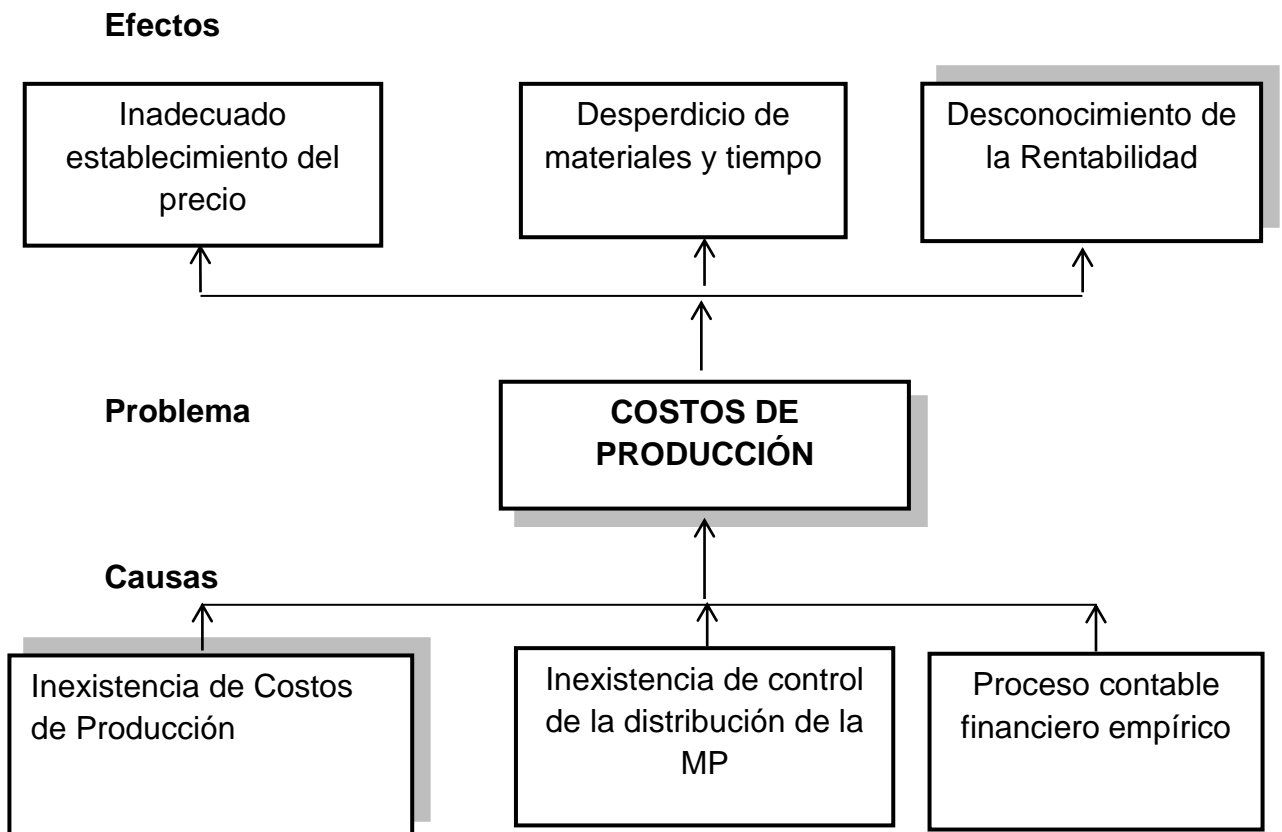 Efectos
Inadecuado
establecimiento del
precio
Desperdicio de
materiales y tiempo
Desconocimiento de
la Rentabilidad
Problema
COSTOS DE
PRODUCCIÓN
Causas
Inexistencia de Costos
de Producción
Inexistencia de control
de la distribución de la
MP
Proceso contable
financiero empírico